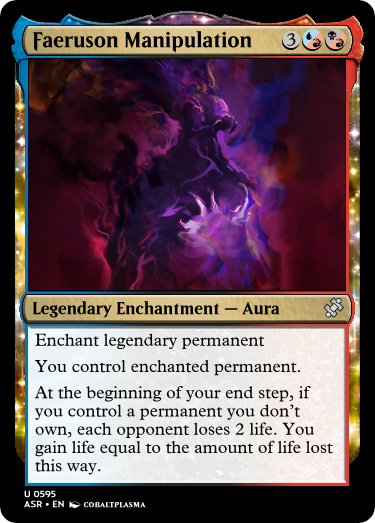 Faeruson Manipulation 3
Legendary Enchantment — Aura
Enchant legendary permanent
You control enchanted permanent.
At the beginning of your end step, if
you control a permanent you don't
own, each opponent loses 2 life. You
gain life equal to the amount of life lost
this way.
U 0595
ASR • EN COBALTPLASMA